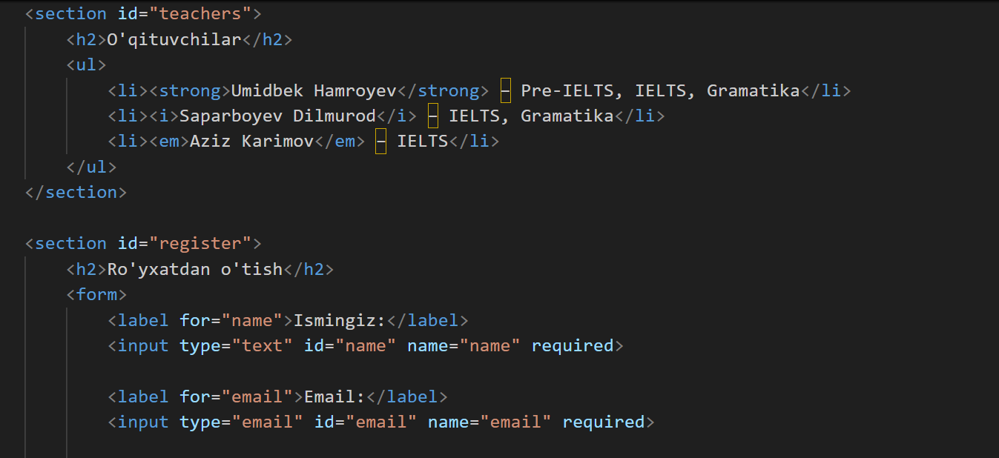 <section id="teachers">
<h2>O'qituvchilar</h2>
<ul>
<li><strong>Umidbek Hamroyev</strong> – Pre-IELTS, IELTS, Gramatika</li>
<li><i>Saparboyev Dilmurod</i> – IELTS, Gramatika</li>
<li><em>Aziz Karimov</em> – IELTS</li>
</ul>
</section>
<section id="register">
<h2>Ro'yxatdan o'tish</h2>
<form>
<label for="name">Ismingiz:</label>
<input type="text" id="name" name="name" required>
<label for="email">Email:</label>
<input type="email" id="email" name="email" required>